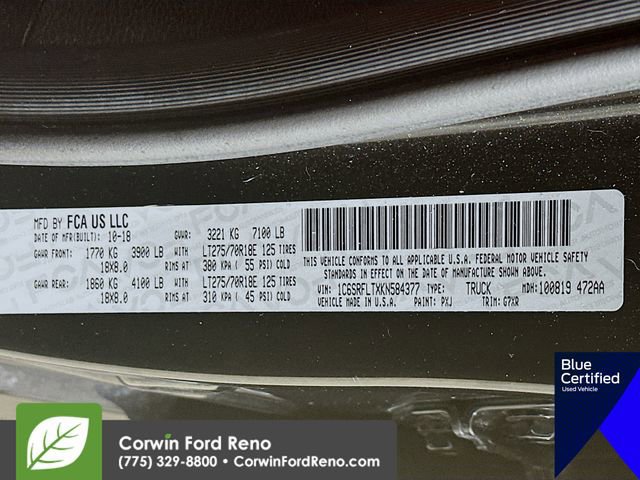 MFD BY FCA US LLC
DATE OF MFR(BUILT): 10-18
GVWR: 3221 KG 7100 LB
GAWR FRONT: 1770 KG 3900 LB WITH LT275/70R18E 125 TIRES
18X8.0 RIMS AT 380 KPA ( 55 PSI) COLD
GAWR REAR: 1860 KG 4100 LB WITH LT275/70R18E 125 TIRES
18X8.0 RIMS AT 310 KPA ( 45 PSI) COLD
THIS VEHICLE CONFORMS TO ALL APPLICABLE U.S.A. FEDERAL MOTOR VEHICLE SAFETY
STANDARDS IN EFFECT ON THE DATE OF MANUFACTURE SHOWN ABOVE.
VIN: 1C6SRFLTXKN584377 TYPE: TRUCK MDH: 100819 472AA
VEHICLE MADE IN U.S.A. PAINT: PXJ TRIM: G7XR
Blue
Certified
Used Vehicle
Corwin Ford Reno
(775) 329-8800 • CorwinFordReno.com